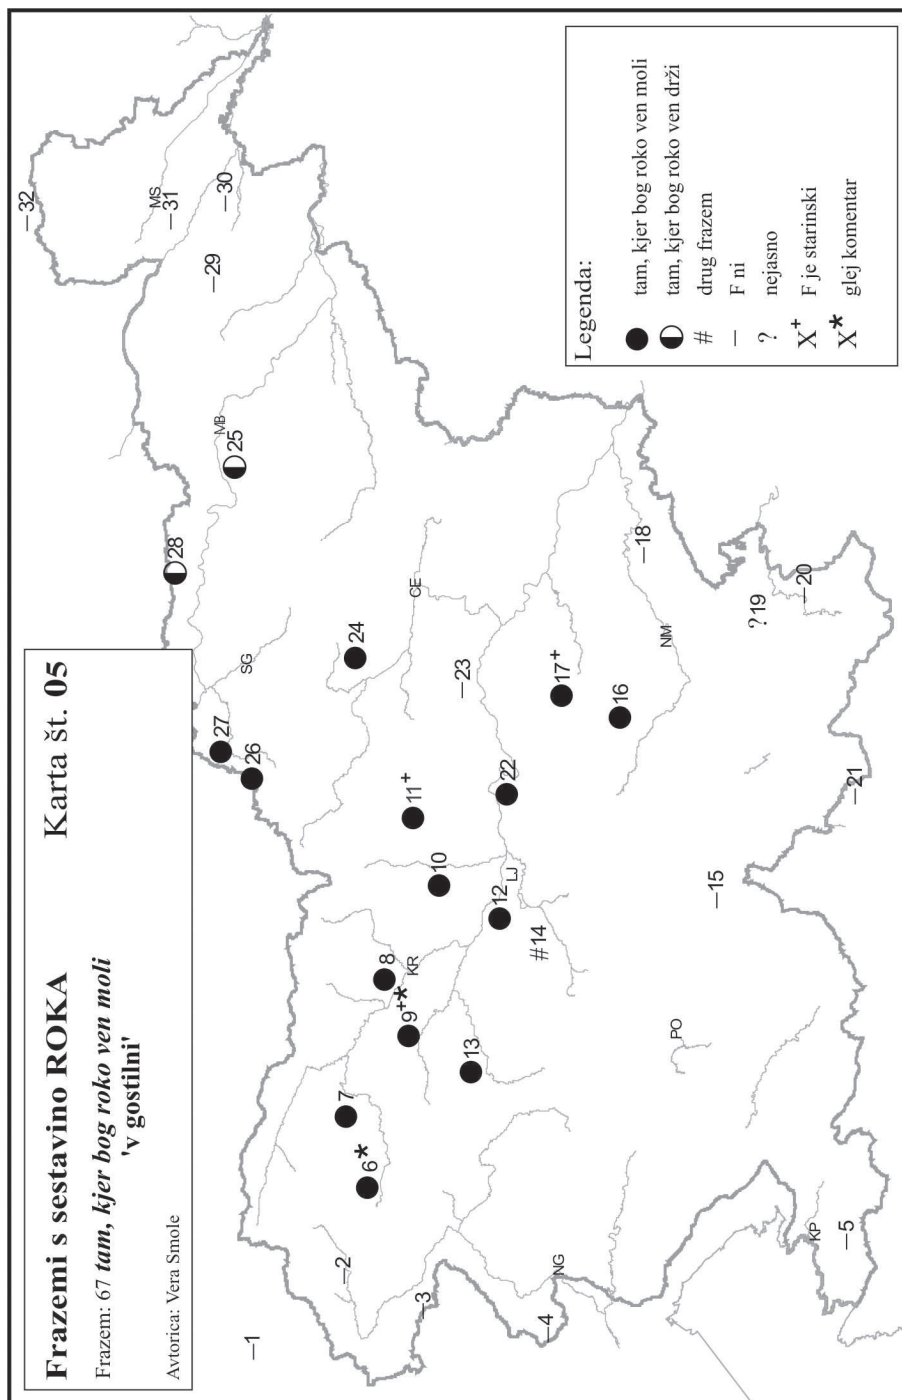 Frazemi s sestavino ROKA Karta št. 05
Frazem: 67 tam, kjer bog roko ven moli
'v gostilni'
Avtorica: Vera Smole
Legenda:
● tam, kjer bog roko ven moli
◐ tam, kjer bog roko ven drži
# drug frazem
– F ni
? nejasno
X+ F je starinski
X* glej komentar
–1
–2
–3
–4
–5
6*
7
8
9+*
10
11+
12
13
#14
–15
16
17+
–18
?19
–20
–21
22
–23
24
25
26
27
28
–29
–30
–31
–32
MS
MB
SG
CE
KR
LJ
NM
PO
NG
KP